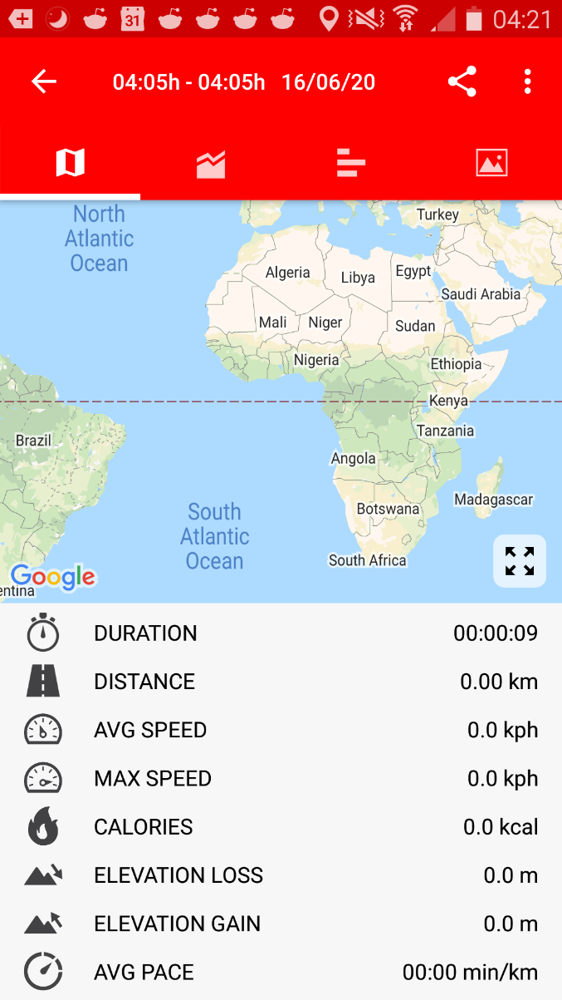 31 04:21
04:05h - 04:05h 16/06/20
North
Atlantic
Ocean
Turkey
Algeria
Libya
Egypt
Saudi Arabia
Mali
Niger
Sudan
Nigeria
Ethiopia
Kenya
Brazil
Tanzania
Angola
Madagascar
Botswana
South
Atlantic
Ocean
South Africa
Google
entina
DURATION 00:00:09
DISTANCE 0.00 km
AVG SPEED 0.0 kph
MAX SPEED 0.0 kph
CALORIES 0.0 kcal
ELEVATION LOSS 0.0 m
ELEVATION GAIN 0.0 m
AVG PACE 00:00 min/km